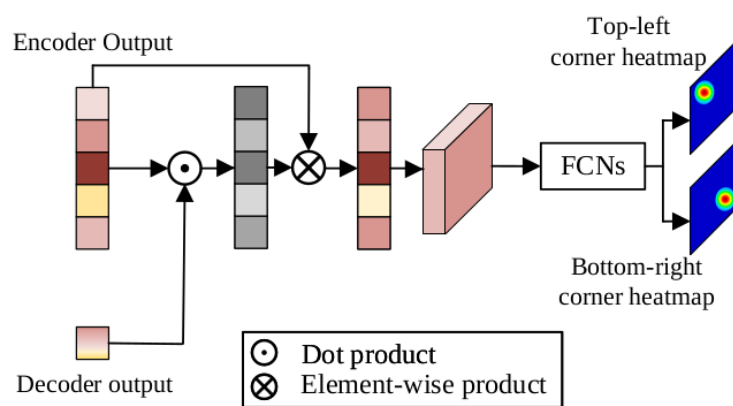 Encoder Output
Top-left
corner heatmap
FCNs
Bottom-right
corner heatmap
Decoder output
Dot product
Element-wise product